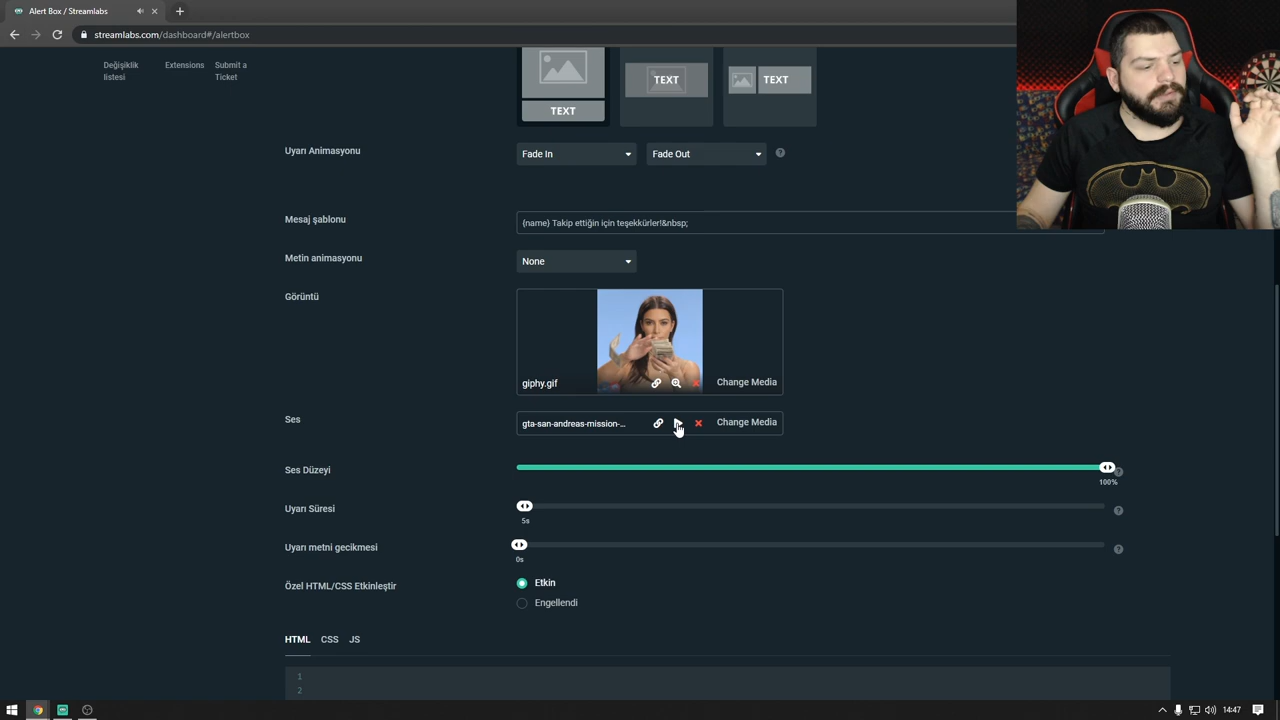 Alert Box / Streamlabs
streamlabs.com/dashboard#/alertbox
Değişiklik listesi
Extensions
Submit a Ticket
TEXT
TEXT
TEXT
Uyarı Animasyonu
Fade In
Fade Out
?
Mesaj şablonu
{name} Takip ettiğin için teşekkürler!&nbsp;
Metin animasyonu
None
Görüntü
giphy.gif
Change Media
Ses
gta-san-andreas-mission-...
Change Media
Ses Düzeyi
?
100%
Uyarı Süresi
?
5s
Uyarı metni gecikmesi
?
0s
Özel HTML/CSS Etkinleştir
Etkin
Engellendi
HTML CSS JS
1
2
14:47